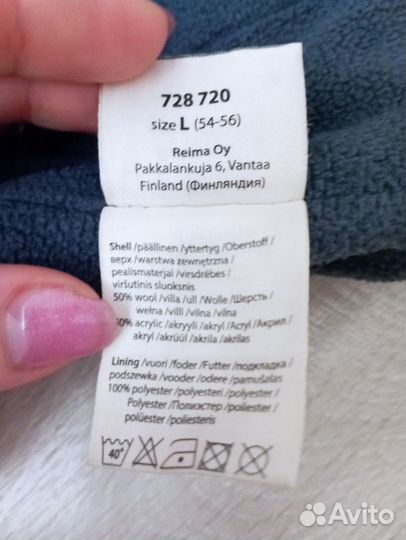 728 720
size L (54-56)
Reima Oy
Pakkalankuja 6, Vantaa
Finland (Финляндия)
Shell /päällinen /yttertyg /Oberstoff /
верх /warstwa zewnętrzna /
pealismaterjal /virsdrēbes /
viršutinis sluoksnis
50% wool /villa /ull /Wolle /Шерсть /
wełna /villi /vilna /vilna
0% acrylic /akryyli /akryl /Acryl /Акрил /
akryl /akrüül /akrila /akrilas
Lining /vuori /foder /Futter /подкладка /
podszewka /vooder /odere /pamušalas
100% polyester /polyesteri /polyester /
Polyester /Полиэстер /poliester /
polüester /poliesters /poliesteris
40°
Avito